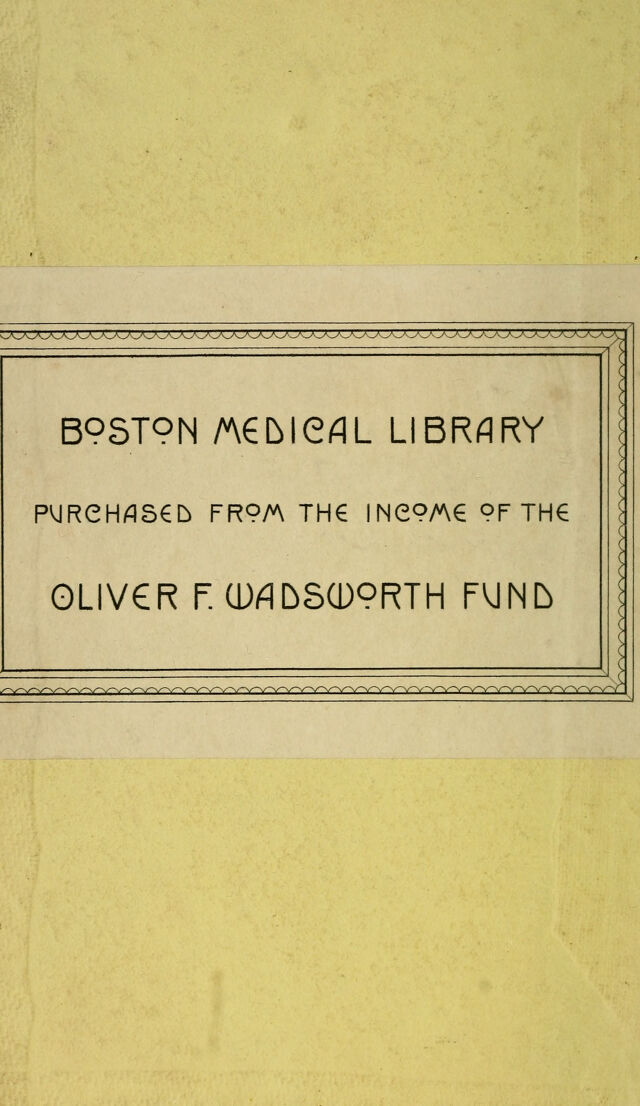 BOSTON MEDICAL LIBRARY
PURCHASED FROM THE INCOME OF THE
OLIVER F. WADSWORTH FUND